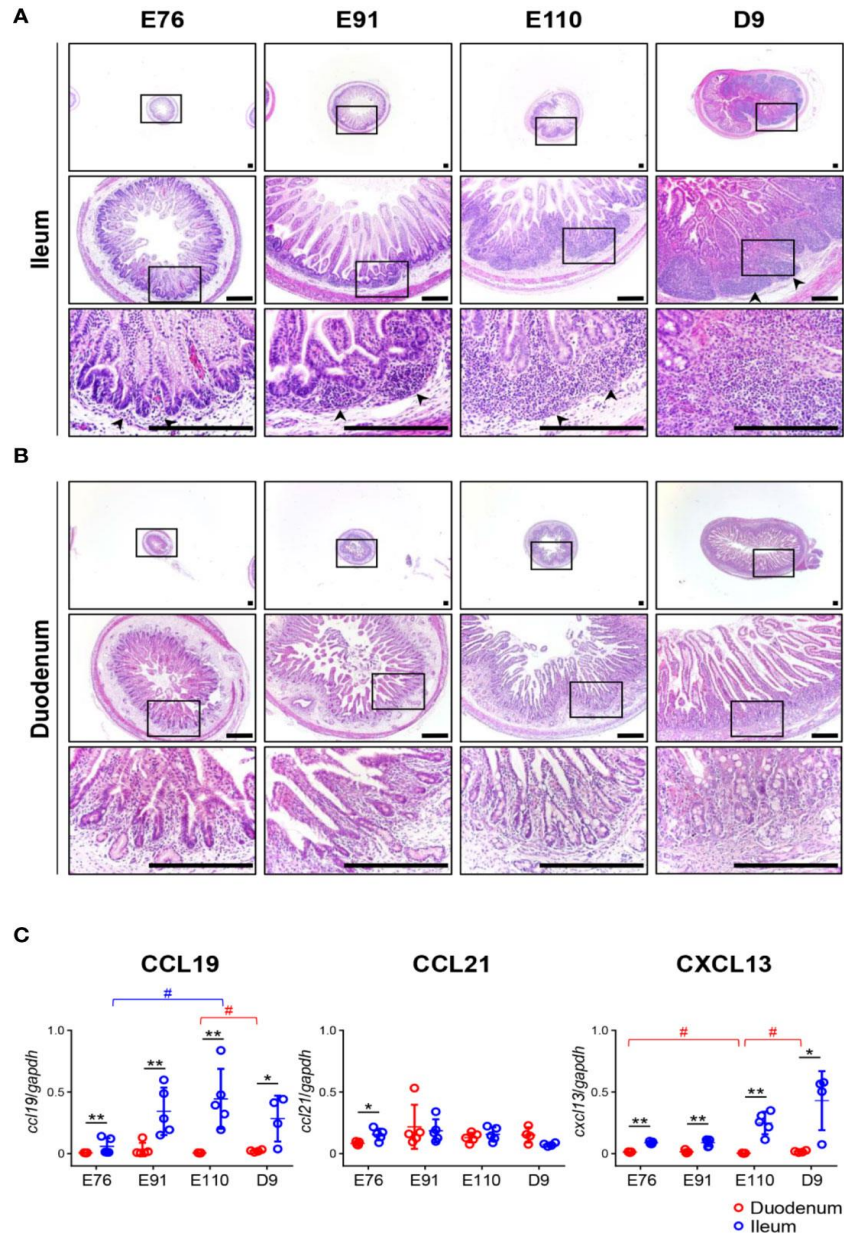 A
E76 E91 E110 D9
Ileum
B
Duodenum
C
CCL19 CCL21 CXCL13
# # # #
** ** ** * * ** ** ** *
1.0 1.0 1.0
ccl19/gapdh ccl21/gapdh cxcl13/gapdh
0.5 0.5 0.5
0 0 0
E76 E91 E110 D9 E76 E91 E110 D9 E76 E91 E110 D9
Duodenum
Ileum